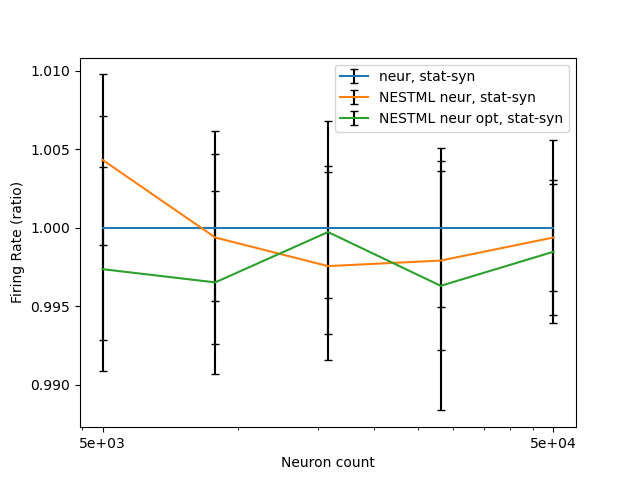 neur, stat-syn
NESTML neur, stat-syn
NESTML neur opt, stat-syn
1.010
1.005
1.000
0.995
0.990
Firing Rate (ratio)
5e+03
5e+04
Neuron count